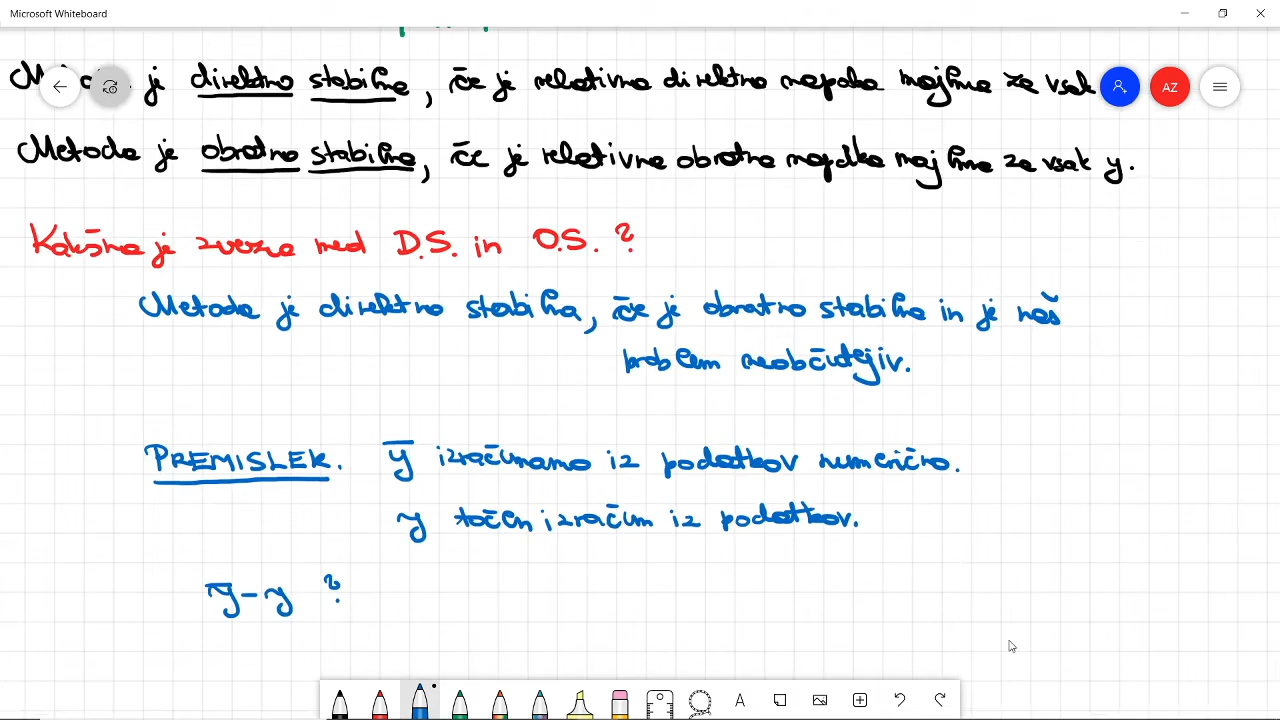 Microsoft Whiteboard
Metoda je direktno stabilna, če je relativna direktna napaka majhna za vsak
AZ
Metoda je obratno stabilna, če je relativna obratna napaka majhna za vsak y.
Kakšna je zveza med D.S. in O.S. ?
Metoda je direktno stabilna, če je obratno stabilna in je naš
problem neobčutljiv.
PREMISLEK. ȳ izračunamo iz podatkov numerično.
y točen izračun iz podatkov.
ȳ - y ?
A